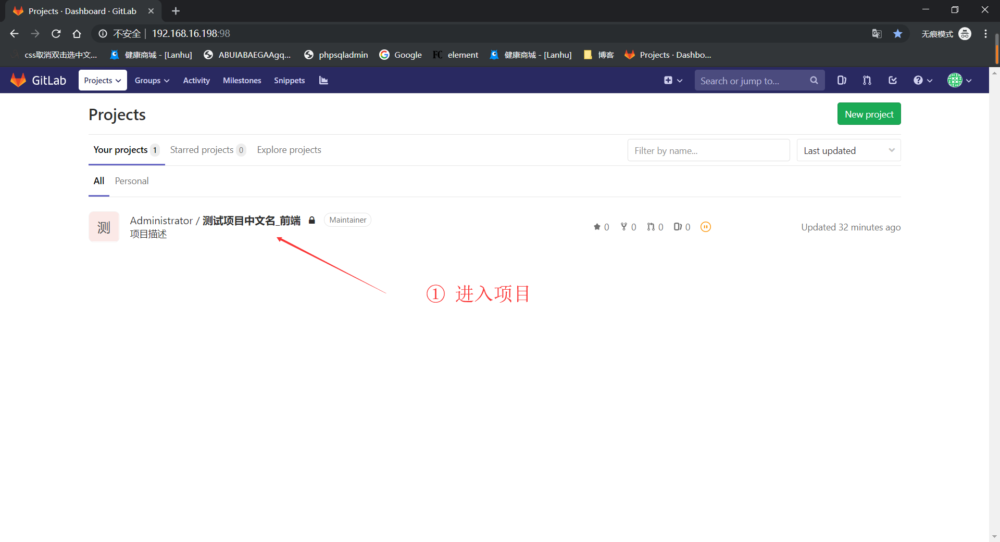 Projects · Dashboard · GitLab
不安全 | 192.168.16.198:98
无痕模式
css取消双击选中文...
健康商城 - [Lanhu]
ABUIABAEGAAgq...
phpsqladmin
Google
FC element
健康商城 - [Lanhu]
博客
Projects · Dashbo...
GitLab
Projects
Groups
Activity
Milestones
Snippets
Search or jump to...
Projects
New project
Your projects 1
Starred projects 0
Explore projects
Filter by name...
Last updated
All
Personal
测
Administrator / 测试项目中文名_前端
Maintainer
0
0
0
0
Updated 32 minutes ago
项目描述
① 进入项目